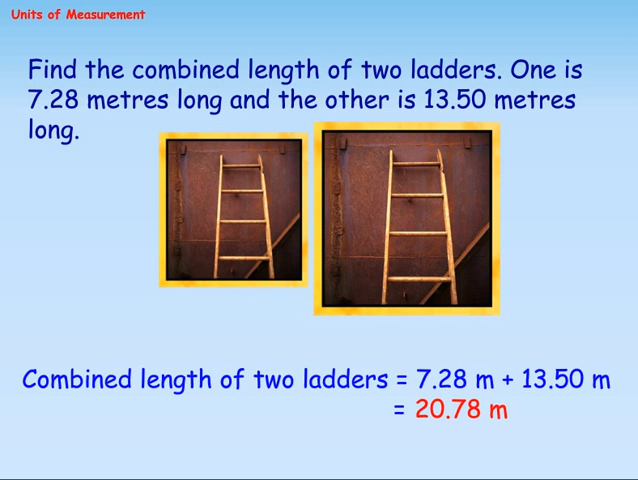 Units of Measurement
Find the combined length of two ladders. One is
7.28 metres long and the other is 13.50 metres
long.
Combined length of two ladders = 7.28 m + 13.50 m
= 20.78 m